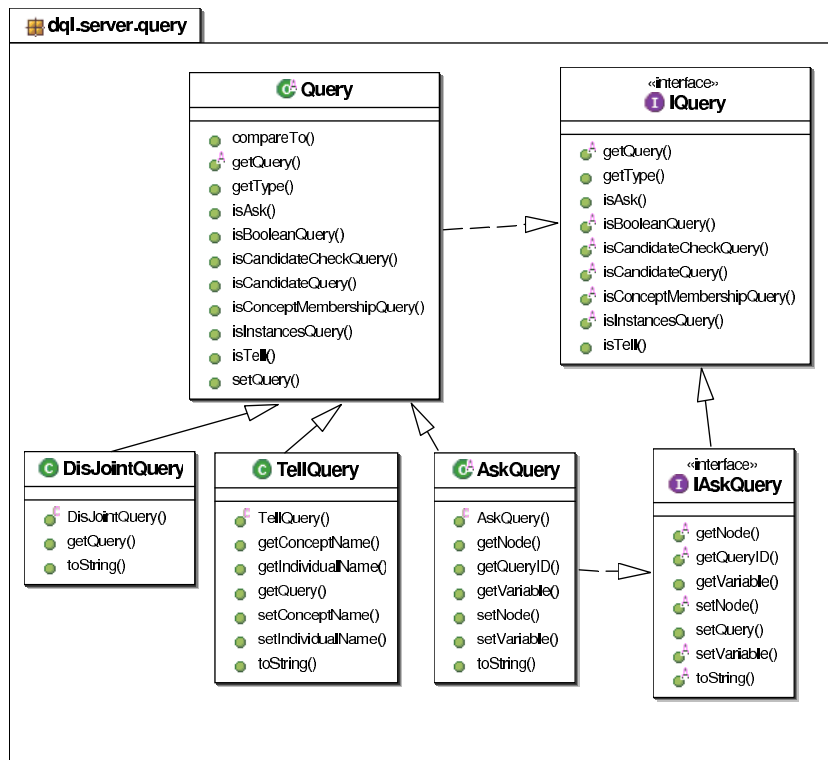 dql.server.query
Query
compareTo()
getQuery()
getType()
isAsk()
isBooleanQuery()
isCandidateCheckQuery()
isCandidateQuery()
isConceptMembershipQuery()
isInstancesQuery()
isTell()
setQuery()
«interface»
IQuery
getQuery()
getType()
isAsk()
isBooleanQuery()
isCandidateCheckQuery()
isCandidateQuery()
isConceptMembershipQuery()
isInstancesQuery()
isTell()
DisJointQuery
DisJointQuery()
getQuery()
toString()
TellQuery
TellQuery()
getConceptName()
getIndividualName()
getQuery()
setConceptName()
setIndividualName()
toString()
AskQuery
AskQuery()
getNode()
getQueryID()
getVariable()
setNode()
setVariable()
toString()
«interface»
IAskQuery
getNode()
getQueryID()
getVariable()
setNode()
setQuery()
setVariable()
toString()